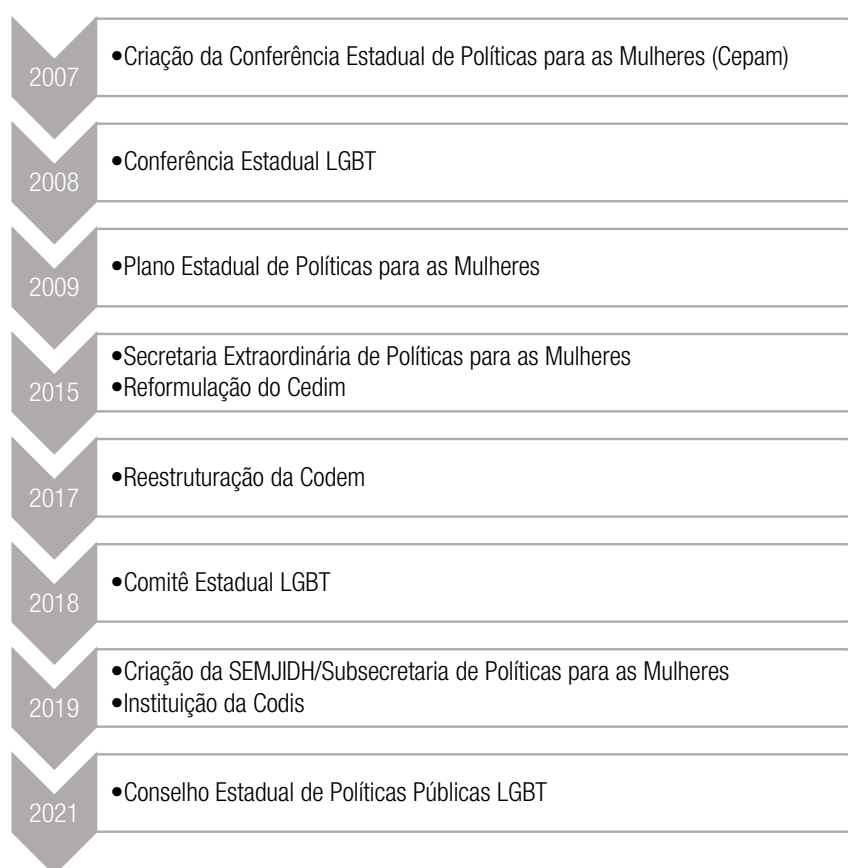 2007
•Criação da Conferência Estadual de Políticas para as Mulheres (Cepam)
2008
•Conferência Estadual LGBT
2009
•Plano Estadual de Políticas para as Mulheres
2015
•Secretaria Extraordinária de Políticas para as Mulheres
•Reformulação do Cedim
2017
•Reestruturação da Codem
2018
•Comitê Estadual LGBT
2019
•Criação da SEMJIDH/Subsecretaria de Políticas para as Mulheres
•Instituição da Codis
2021
•Conselho Estadual de Políticas Públicas LGBT